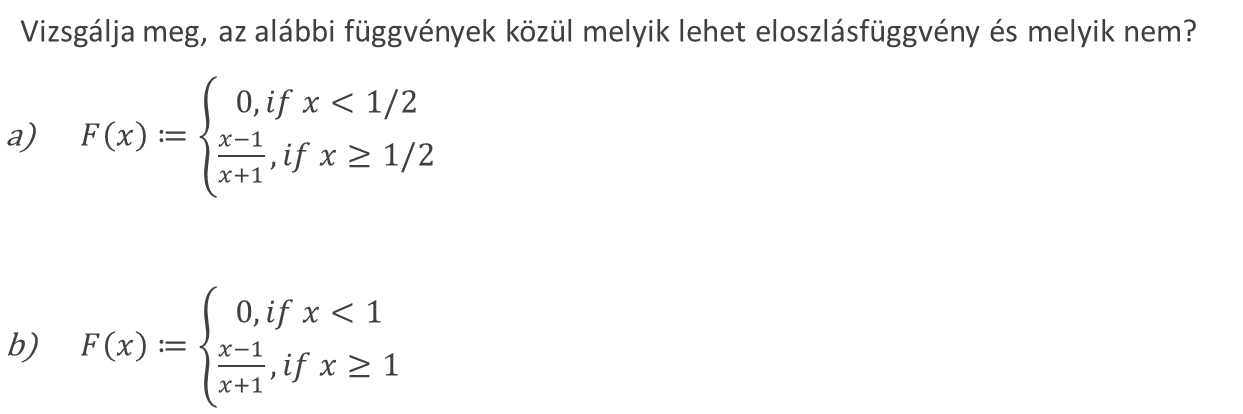 Vizsgálja meg, az alábbi függvények közül melyik lehet eloszlásfüggvény és melyik nem?
a) F(x) ≔ { 0, if x < 1/2
x−1/x+1, if x ≥ 1/2
b) F(x) ≔ { 0, if x < 1
x−1/x+1, if x ≥ 1